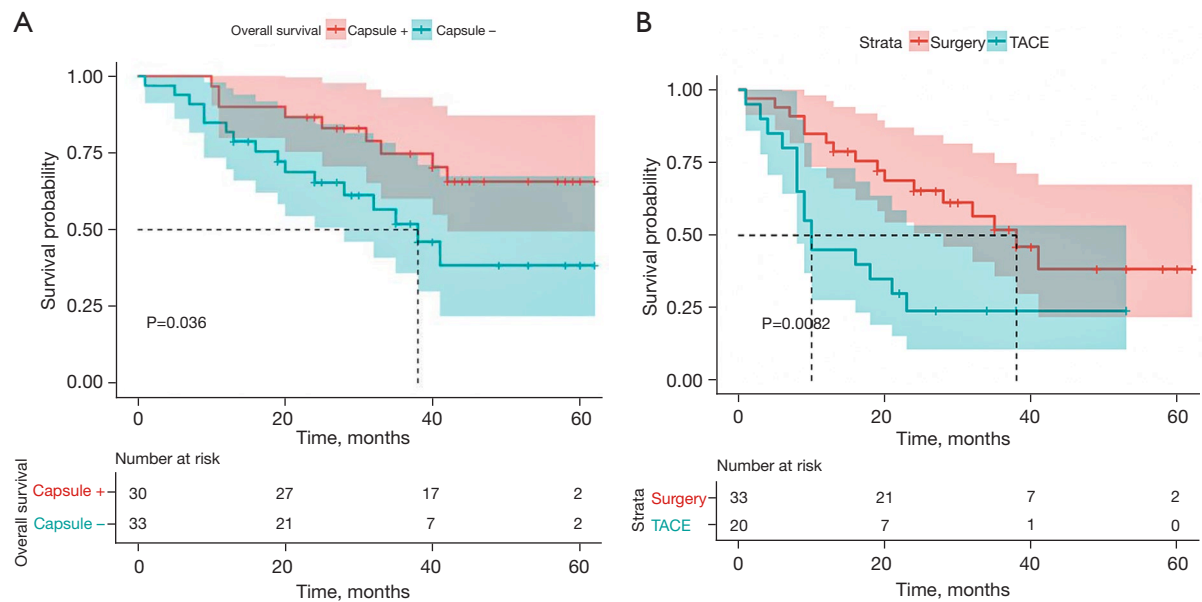 A
Overall survival Capsule + Capsule –
Survival probability
1.00
0.75
0.50
0.25
0.00
P=0.036
0 20 40 60
Time, months
Number at risk
Overall survival
Capsule + 30 27 17 2
Capsule – 33 21 7 2
0 20 40 60
Time, months
B
Strata Surgery TACE
Survival probability
1.00
0.75
0.50
0.25
0.00
P=0.0082
0 20 40 60
Time, months
Number at risk
Strata
Surgery 33 21 7 2
TACE 20 7 1 0
0 20 40 60
Time, months